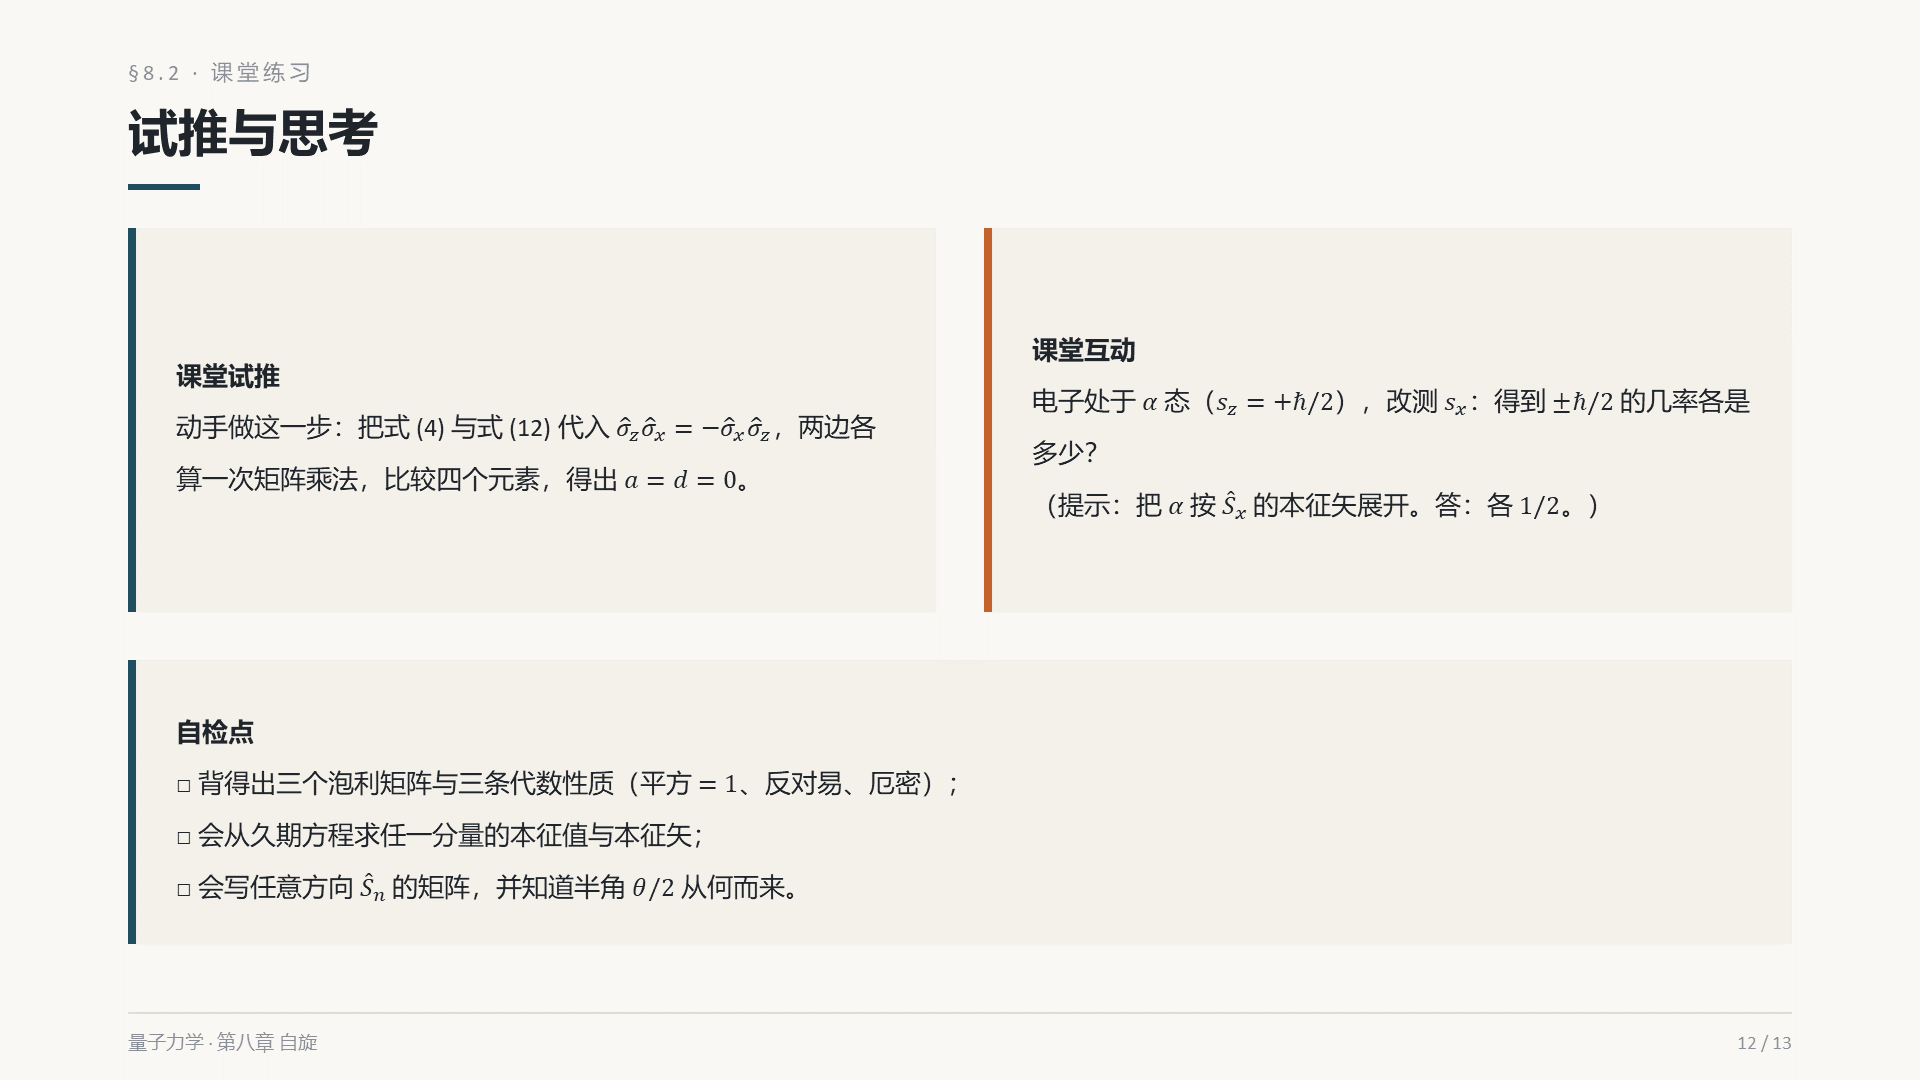 §8.2 · 课堂练习
试推与思考
课堂试推
动手做这一步：把式 (4) 与式 (12) 代入 σ̂_z σ̂_x = −σ̂_x σ̂_z，两边各
算一次矩阵乘法，比较四个元素，得出 a = d = 0。
课堂互动
电子处于 α 态（s_z = +ħ/2），改测 s_x：得到 ±ħ/2 的几率各是
多少？
（提示：把 α 按 Ŝ_x 的本征矢展开。答：各 1/2。）
自检点
□ 背得出三个泡利矩阵与三条代数性质（平方 = 1、反对易、厄密）；
□ 会从久期方程求任一分量的本征值与本征矢；
□ 会写任意方向 Ŝ_n 的矩阵，并知道半角 θ/2 从何而来。
量子力学 · 第八章 自旋
12 / 13